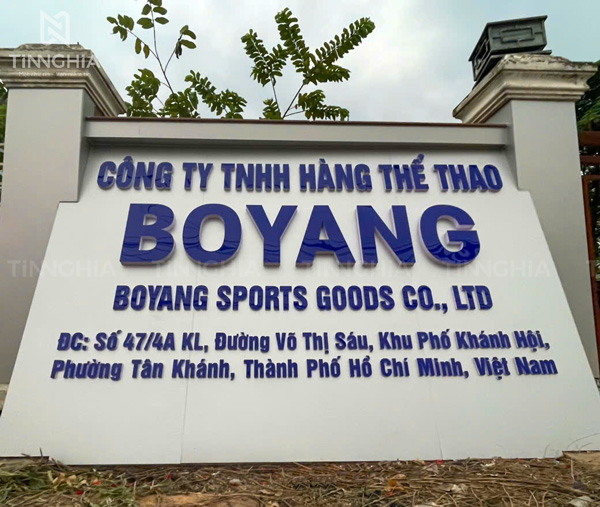 TINNGHIA
CÔNG TY TNHH HÀNG THỂ THAO
BOYANG
BOYANG SPORTS GOODS CO., LTD
ĐC: Số 47/4A KL, Đường Võ Thị Sáu, Khu Phố Khánh Hội,
Phường Tân Khánh, Thành Phố Hồ Chí Minh, Việt Nam